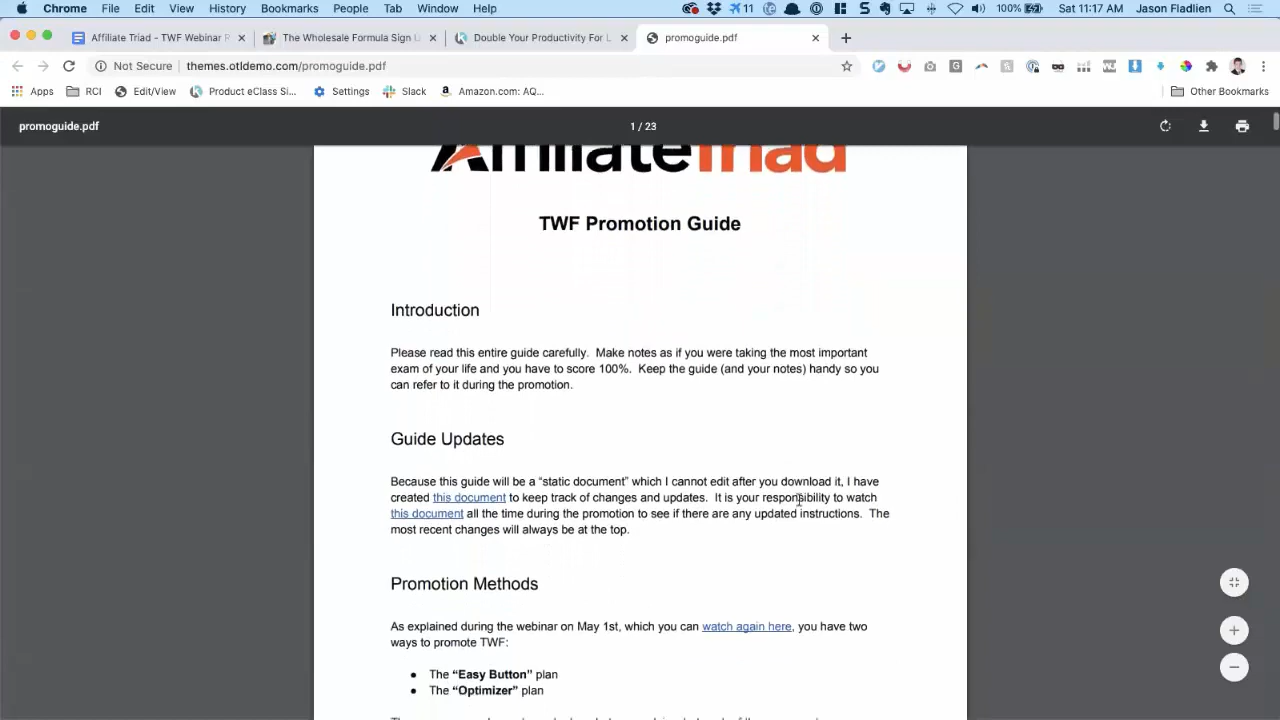 Chrome File Edit View History Bookmarks People Tab Window Help 11 100% Sat 11:17 AM Jason Fladlien
Affiliate Triad - TWF Webinar R The Wholesale Formula Sign U Double Your Productivity For L promoguide.pdf
Not Secure themes.otldemo.com/promoguide.pdf
Apps RCI Edit/View Product eClass Si... Settings Slack Amazon.com: AQ... Other Bookmarks
promoguide.pdf 1 / 23
AffiliateTriad
TWF Promotion Guide
Introduction
Please read this entire guide carefully. Make notes as if you were taking the most important
exam of your life and you have to score 100%. Keep the guide (and your notes) handy so you
can refer to it during the promotion.
Guide Updates
Because this guide will be a “static document” which I cannot edit after you download it, I have
created this document to keep track of changes and updates. It is your responsibility to watch
this document all the time during the promotion to see if there are any updated instructions. The
most recent changes will always be at the top.
Promotion Methods
As explained during the webinar on May 1st, which you can watch again here, you have two
ways to promote TWF:
● The “Easy Button” plan
● The “Optimizer” plan